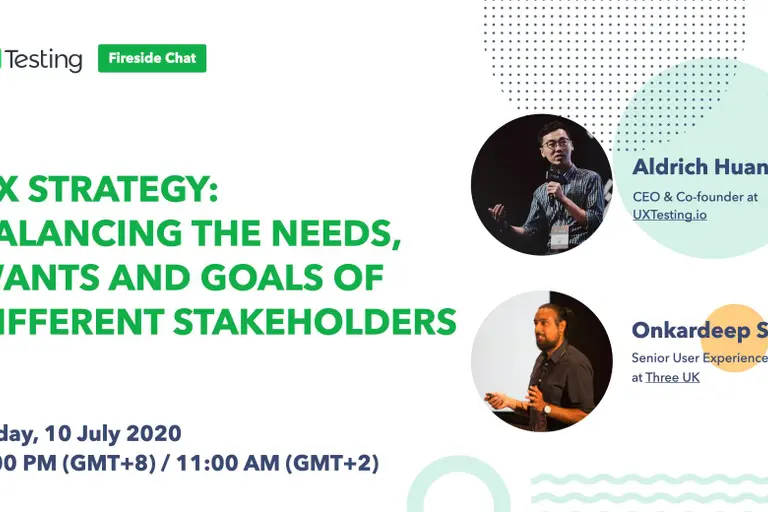 Testing
Fireside Chat
X STRATEGY:
ALANCING THE NEEDS,
WANTS AND GOALS OF
IFFERENT STAKEHOLDERS
day, 10 July 2020
00 PM (GMT+8) / 11:00 AM (GMT+2)
Aldrich Huan
CEO & Co-founder at
UXTesting.io
Onkardeep S
Senior User Experience
at Three UK